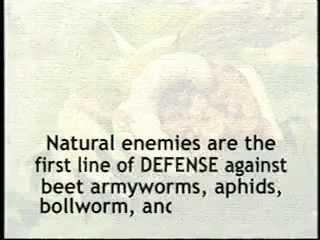 Natural enemies are the
first line of DEFENSE against
beet armyworms, aphids,
bollworm, anc